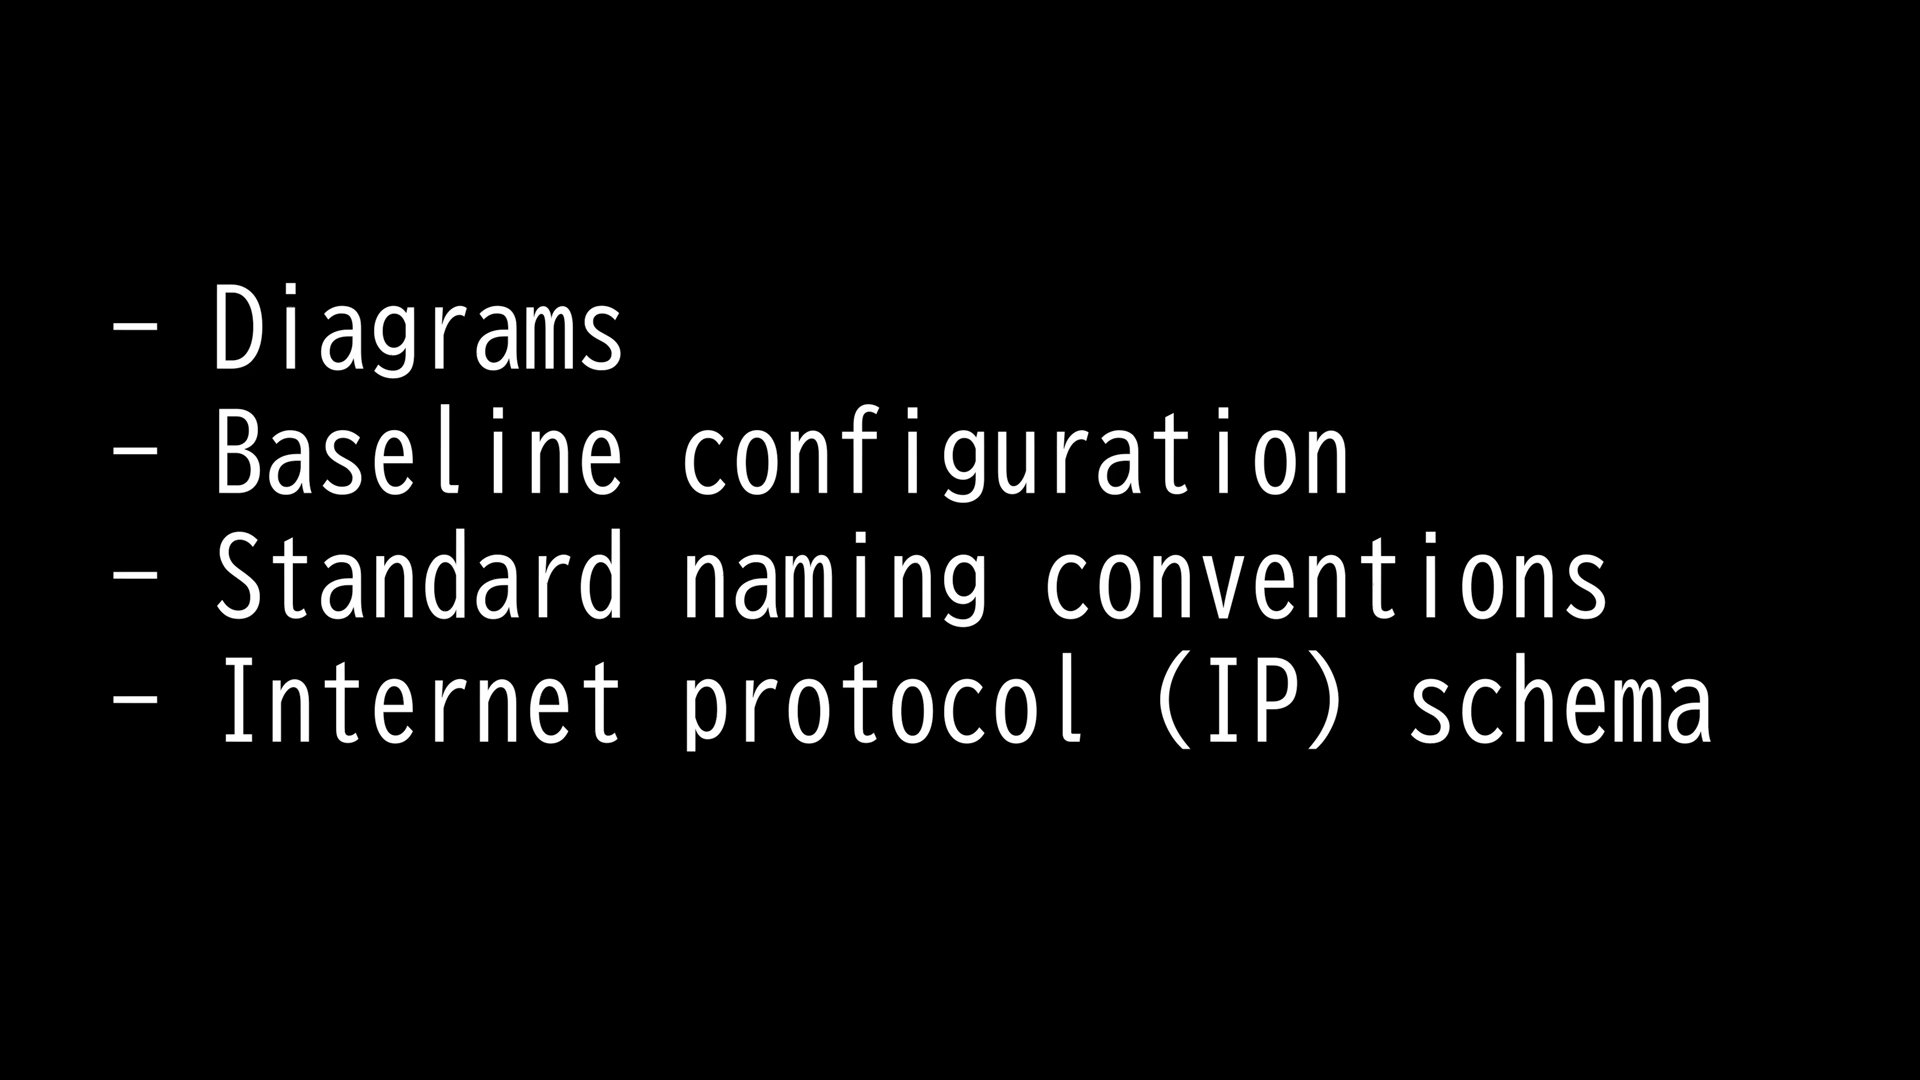 - Diagrams
- Baseline configuration
- Standard naming conventions
- Internet protocol (IP) schema